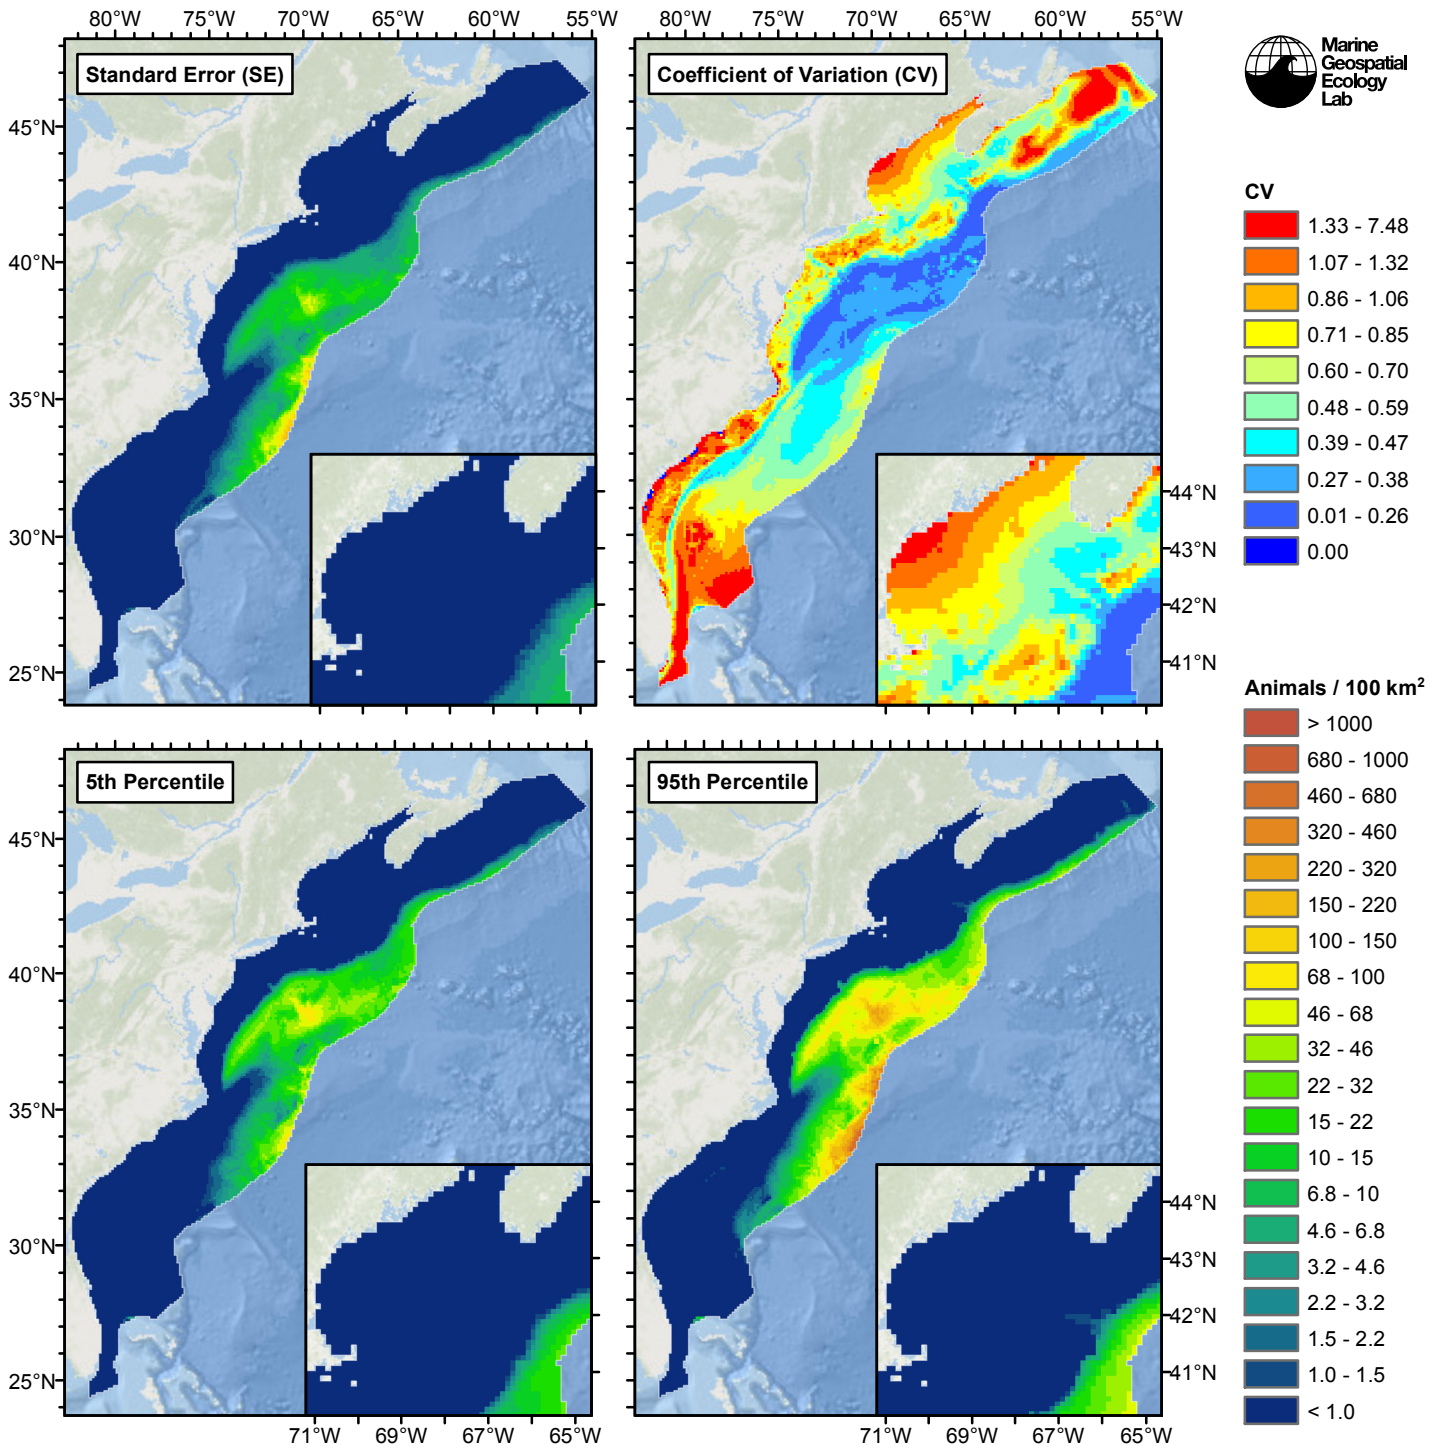 80°W 75°W 70°W 65°W 60°W 55°W
80°W 75°W 70°W 65°W 60°W 55°W
Standard Error (SE)
Coefficient of Variation (CV)
Marine
Geospatial
Ecology
Lab
45°N
40°N
35°N
30°N
25°N
44°N
43°N
42°N
41°N
CV
1.33 - 7.48
1.07 - 1.32
0.86 - 1.06
0.71 - 0.85
0.60 - 0.70
0.48 - 0.59
0.39 - 0.47
0.27 - 0.38
0.01 - 0.26
0.00
5th Percentile
95th Percentile
45°N
40°N
35°N
30°N
25°N
44°N
43°N
42°N
41°N
71°W 69°W 67°W 65°W
71°W 69°W 67°W 65°W
Animals / 100 km²
> 1000
680 - 1000
460 - 680
320 - 460
220 - 320
150 - 220
100 - 150
68 - 100
46 - 68
32 - 46
22 - 32
15 - 22
10 - 15
6.8 - 10
4.6 - 6.8
3.2 - 4.6
2.2 - 3.2
1.5 - 2.2
1.0 - 1.5
< 1.0